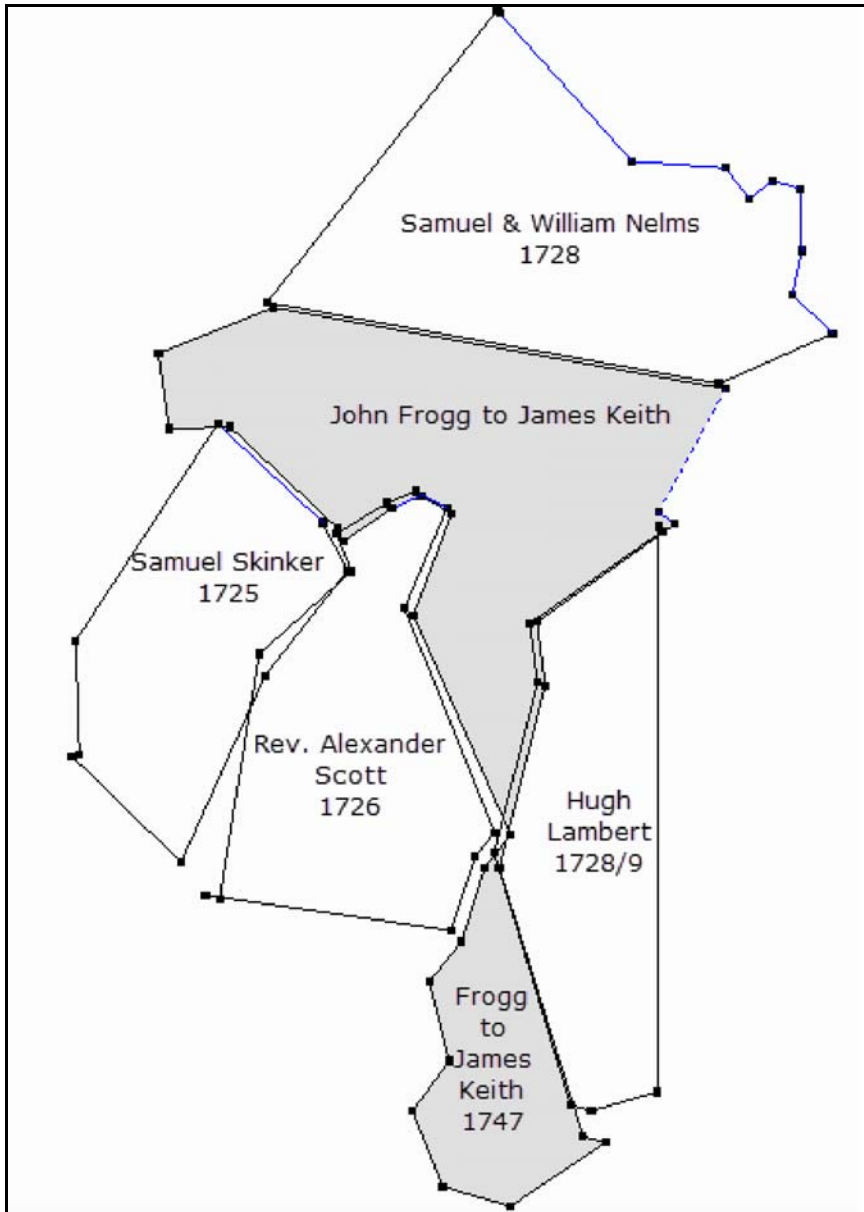 Samuel & William Nelms
1728
John Frogg to James Keith
Samuel Skinker
1725
Rev. Alexander
Scott
1726
Hugh
Lambert
1728/9
Frogg
to
James
Keith
1747